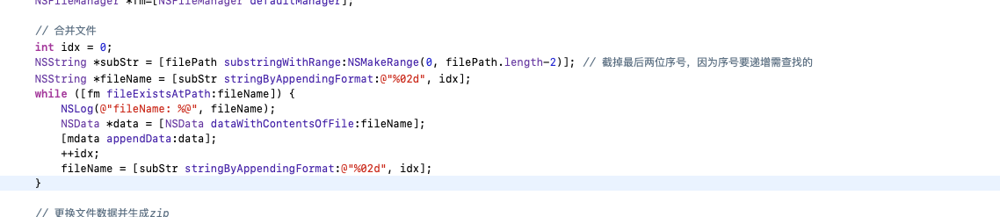 NSFileManager *fm=[NSFileManager defaultManager];
// 合并文件
int idx = 0;
NSString *subStr = [filePath substringWithRange:NSMakeRange(0, filePath.length-2)]; // 截掉最后两位序号，因为序号要递增需查找的
NSString *fileName = [subStr stringByAppendingFormat:@"%02d", idx];
while ([fm fileExistsAtPath:fileName]) {
NSLog(@"fileName: %@", fileName);
NSData *data = [NSData dataWithContentsOfFile:fileName];
[mdata appendData:data];
++idx;
fileName = [subStr stringByAppendingFormat:@"%02d", idx];
}
// 更换文件数据并生成zip